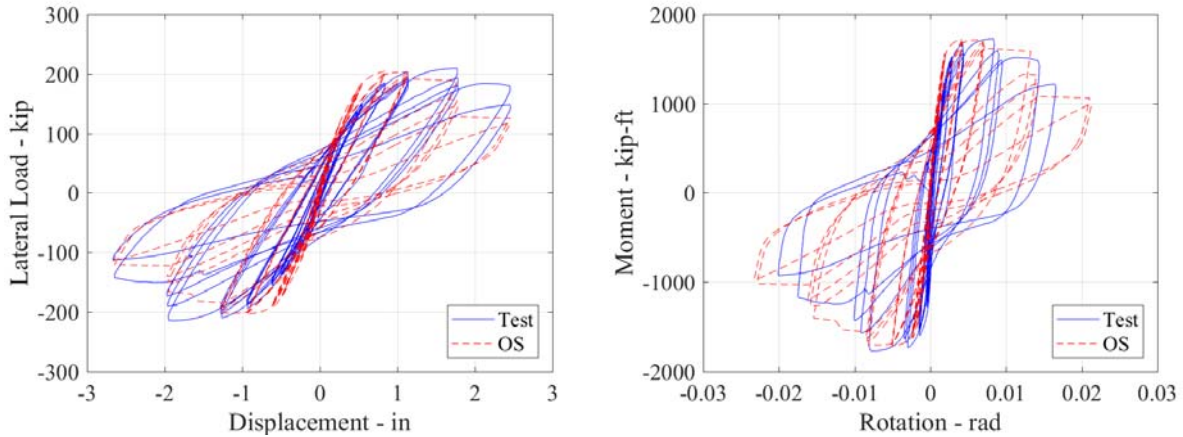 300
200
100
0
-100
-200
-300
Lateral Load - kip
-3 -2 -1 0 1 2 3
Displacement - in
Test
OS
2000
1000
0
-1000
-2000
Moment - kip-ft
-0.03 -0.02 -0.01 0 0.01 0.02 0.03
Rotation - rad
Test
OS